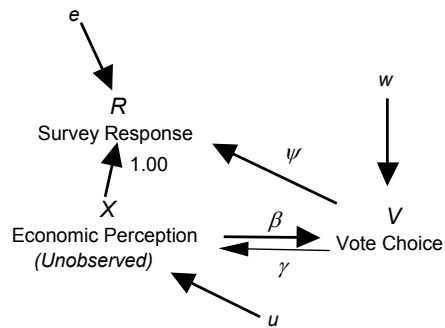 e
R
Survey Response
w
1.00
ψ
X
Economic Perception
(Unobserved)
β
γ
V
Vote Choice
u